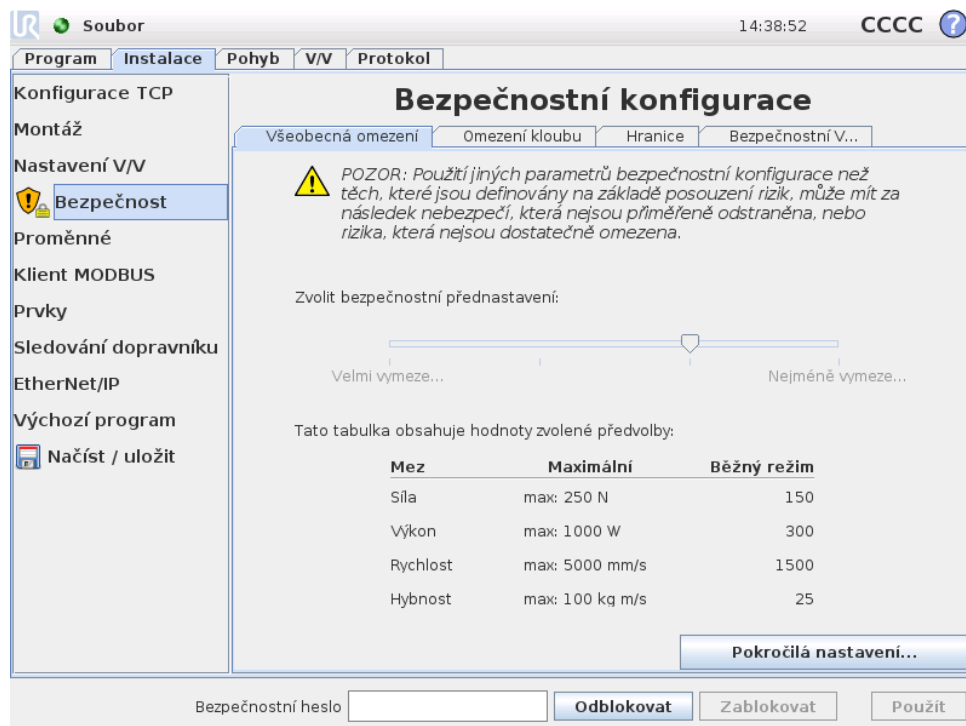 UR Soubor 14:38:52 CCCC ?
Program Instalace Pohyb V/V Protokol
Konfigurace TCP
Montáž
Nastavení V/V
Bezpečnost
Proměnné
Klient MODBUS
Prvky
Sledování dopravníku
EtherNet/IP
Výchozí program
Načíst / uložit
Bezpečnostní konfigurace
Všeobecná omezení Omezení kloubu Hranice Bezpečnostní V...
POZOR: Použití jiných parametrů bezpečnostní konfigurace než
těch, které jsou definovány na základě posouzení rizik, může mít za
následek nebezpečí, která nejsou přiměřeně odstraněna, nebo
rizika, která nejsou dostatečně omezena.
Zvolit bezpečnostní přednastavení:
Velmi vymeze... Nejméně vymeze...
Tato tabulka obsahuje hodnoty zvolené předvolby:
Mez Maximální Běžný režim
Síla max: 250 N 150
Výkon max: 1000 W 300
Rychlost max: 5000 mm/s 1500
Hybnost max: 100 kg m/s 25
Pokročilá nastavení...
Bezpečnostní heslo Odblokovat Zablokovat Použít